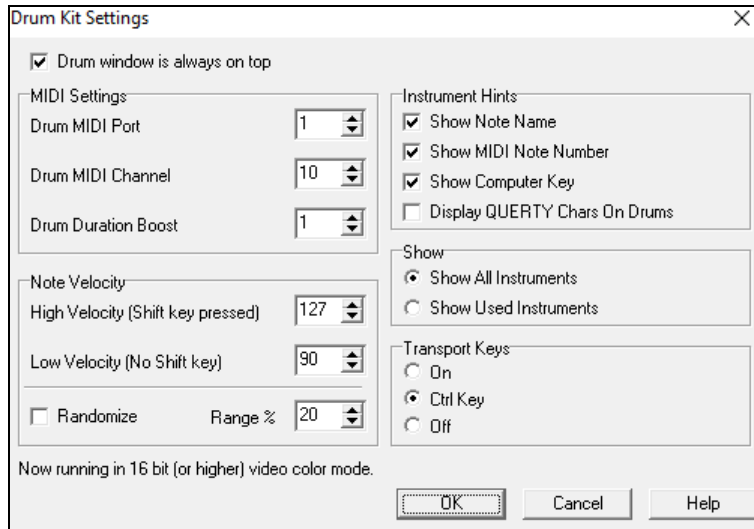 Drum Kit Settings
Drum window is always on top
MIDI Settings
Drum MIDI Port 1
Drum MIDI Channel 10
Drum Duration Boost 1
Note Velocity
High Velocity (Shift key pressed) 127
Low Velocity (No Shift key) 90
Randomize Range % 20
Instrument Hints
Show Note Name
Show MIDI Note Number
Show Computer Key
Display QUERTY Chars On Drums
Show
Show All Instruments
Show Used Instruments
Transport Keys
On
Ctrl Key
Off
Now running in 16 bit (or higher) video color mode.
OK Cancel Help